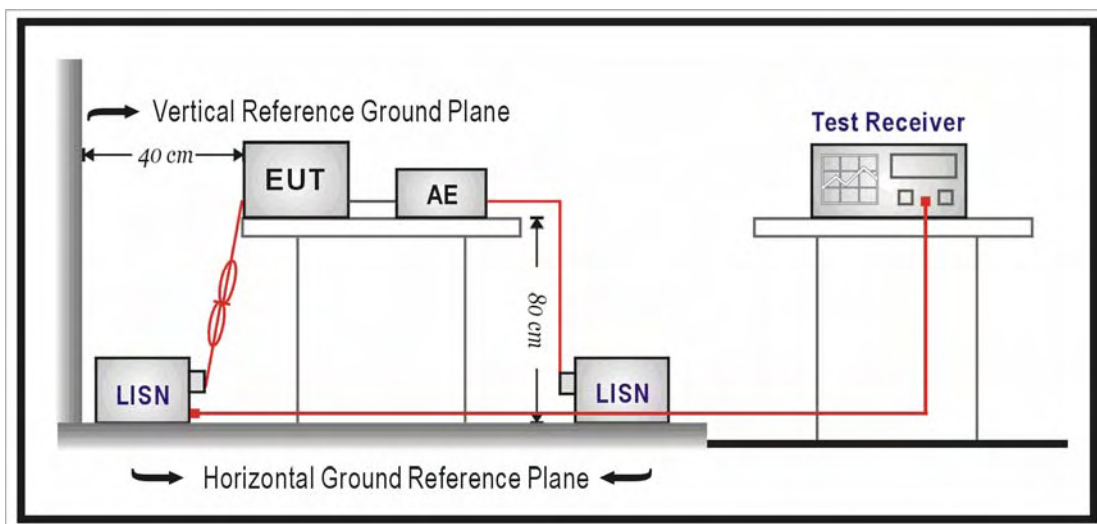 Vertical Reference Ground Plane
Test Receiver
40 cm
EUT
AE
80 cm
LISN
LISN
Horizontal Ground Reference Plane